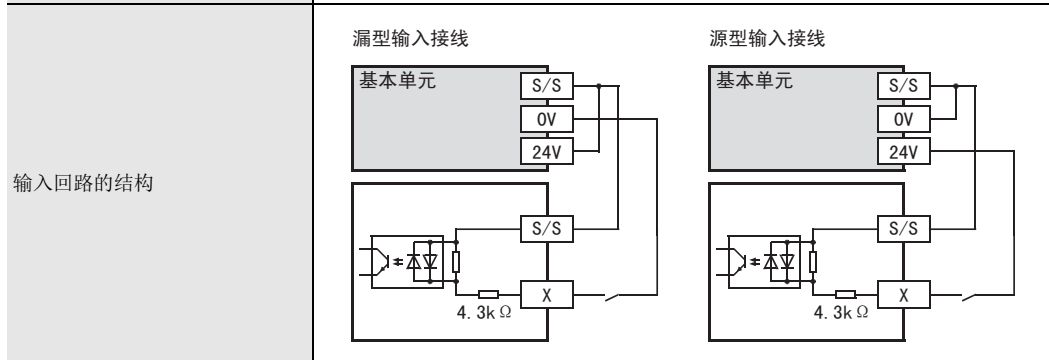 输入回路的结构
漏型输入接线
基本单元
S/S
0V
24V
S/S
X
4.3kΩ
源型输入接线
基本单元
S/S
0V
24V
S/S
X
4.3kΩ